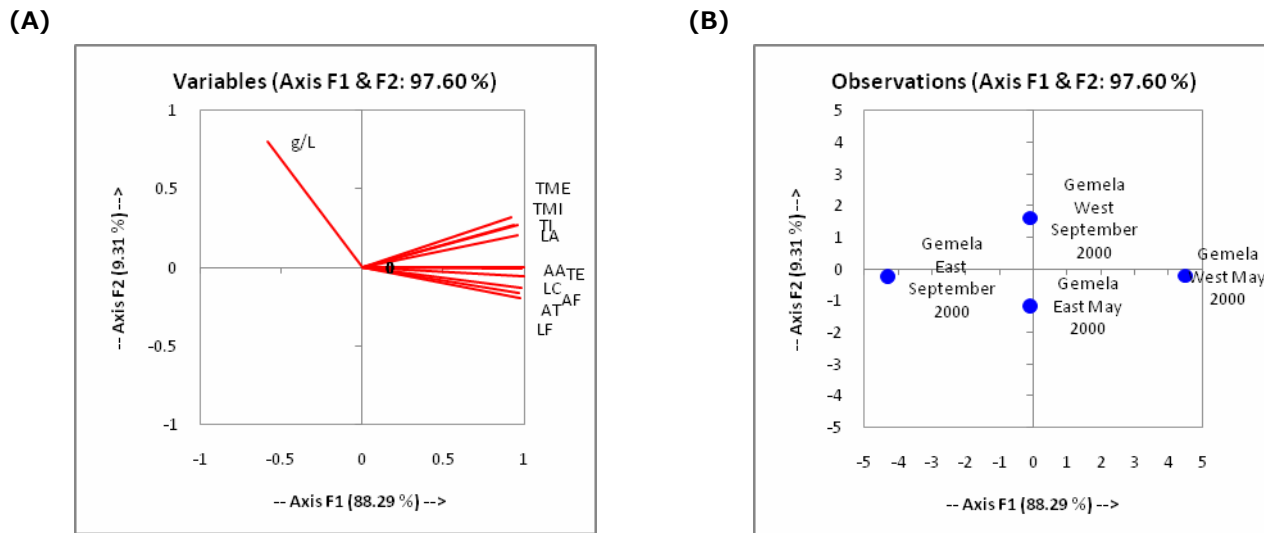 (A)
Variables (Axis F1 & F2: 97.60 %)
1
g/L
0.5
TME
TMI
TI
LA
0
0
AA TE
LC
AF
AT
LF
-0.5
-1
-1 -0.5 0 0.5 1
-- Axis F2 (9.31 %) -->
-- Axis F1 (88.29 %) -->
(B)
Observations (Axis F1 & F2: 97.60 %)
5
4
3
2
1
0
-1
-2
-3
-4
-5
-5 -4 -3 -2 -1 0 1 2 3 4 5
Gemela
West
September
2000
Gemela
East
September
2000
Gemela
East May
2000
Gemela
West May
2000
-- Axis F2 (9.31 %) -->
-- Axis F1 (88.29 %) -->